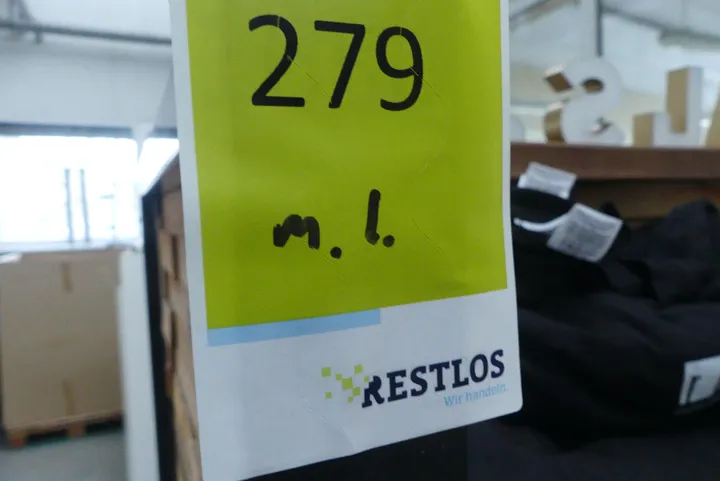 279
m. l.
RESTLOS
Wir handeln.